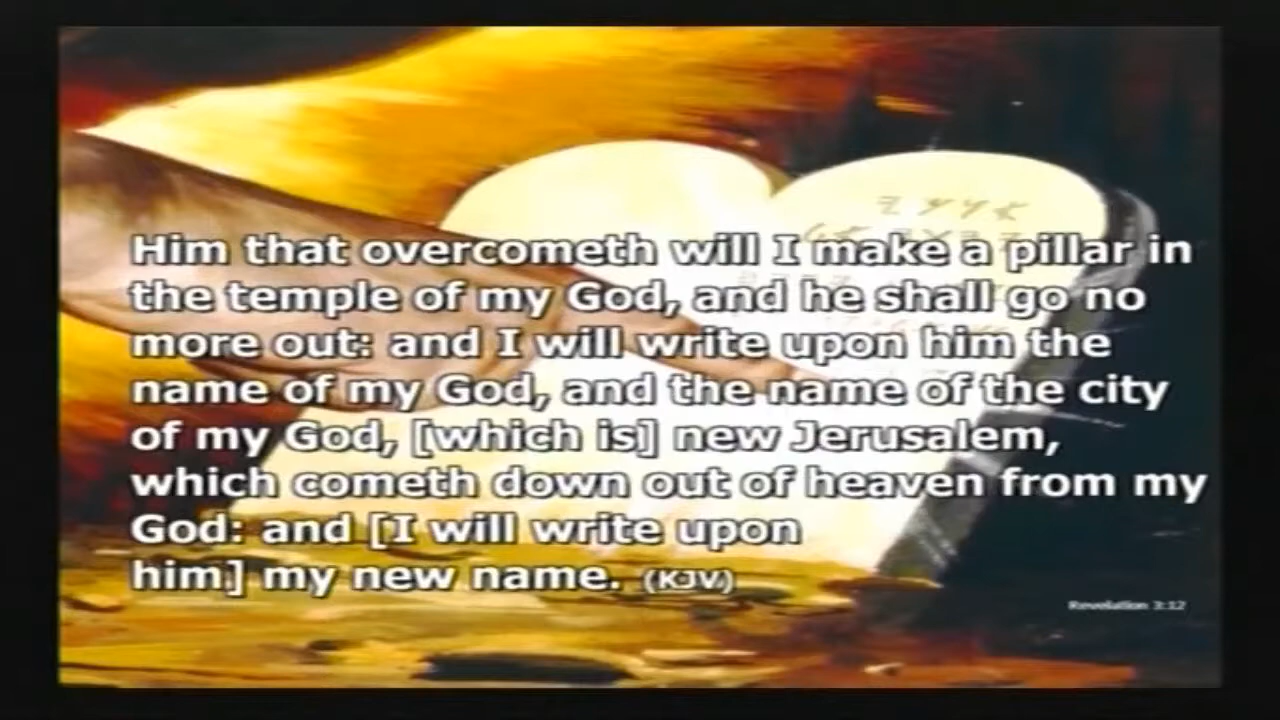 Him that overcometh will I make a pillar in
the temple of my God, and he shall go no
more out: and I will write upon him the
name of my God, and the name of the city
of my God, [which is] new Jerusalem,
which cometh down out of heaven from my
God: and [I will write upon
him] my new name. (KJV)
Revelation 3:12